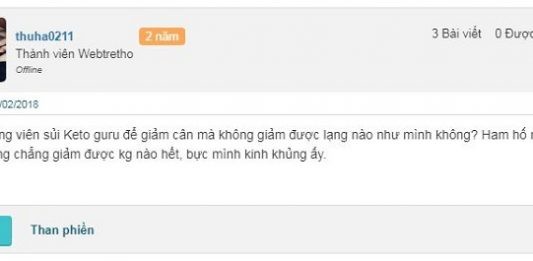 thuha0211 2 năm 3 Bài viết 0 Được
Thành viên Webtretho
Offline
/02/2018
viên sủi Keto guru để giảm cân mà không giảm được lạng nào như mình không? Ham hố
chẳng giảm được kg nào hết, bực mình kinh khủng ấy.
Than phiền